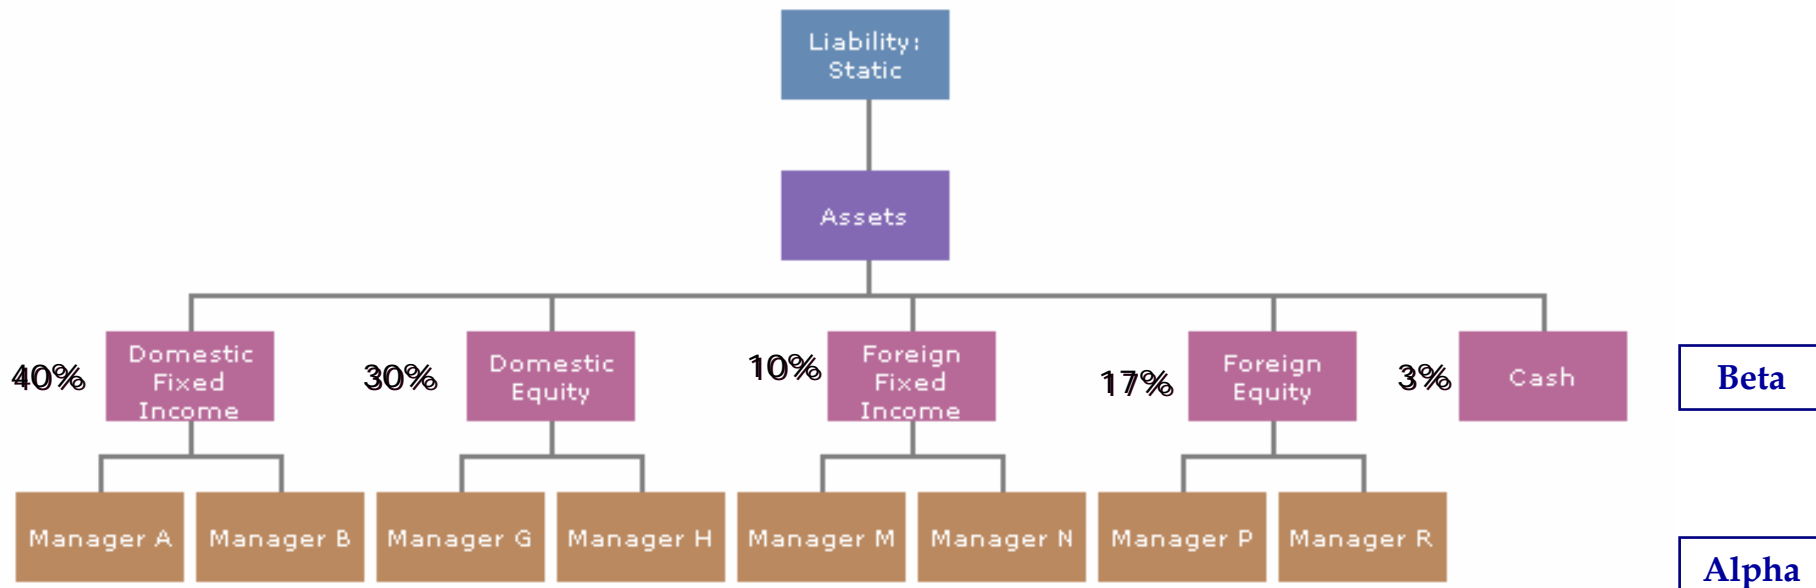 Liability:
Static
Assets
40%
Domestic
Fixed
Income
30%
Domestic
Equity
10%
Foreign
Fixed
Income
17%
Foreign
Equity
3%
Cash
Beta
Manager A
Manager B
Manager G
Manager H
Manager M
Manager N
Manager P
Manager R
Alpha